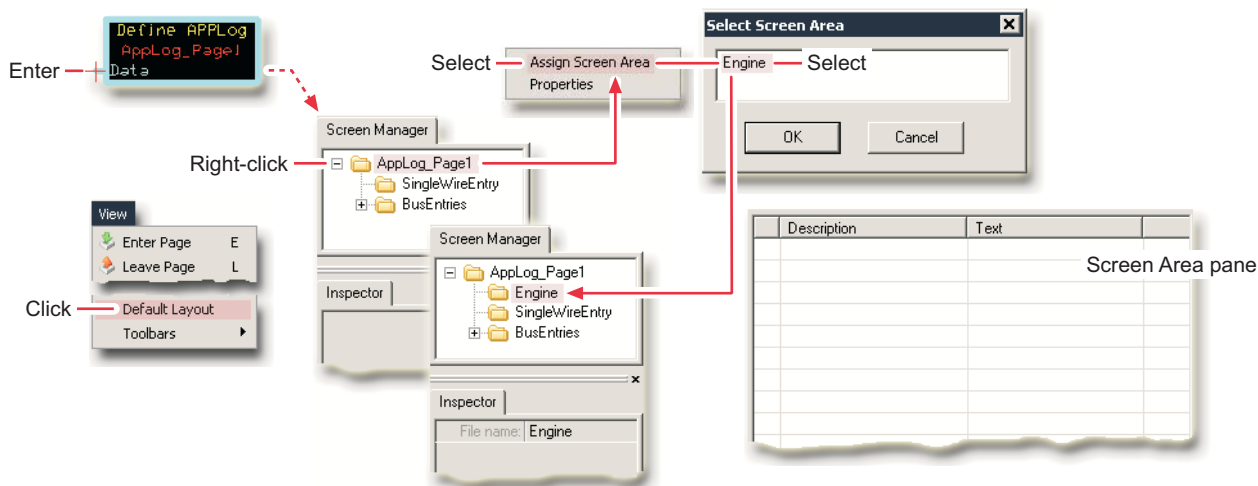 Define APPLog
AppLog_Page1
Data
Enter
Select
Assign Screen Area
Properties
Select Screen Area
Engine
Select
OK
Cancel
Screen Manager
Right-click
AppLog_Page1
SingleWireEntry
BusEntries
Inspector
View
Enter Page E
Leave Page L
Click
Default Layout
Toolbars
Screen Manager
AppLog_Page1
Engine
SingleWireEntry
BusEntries
Inspector
File name: Engine
Description Text
Screen Area pane